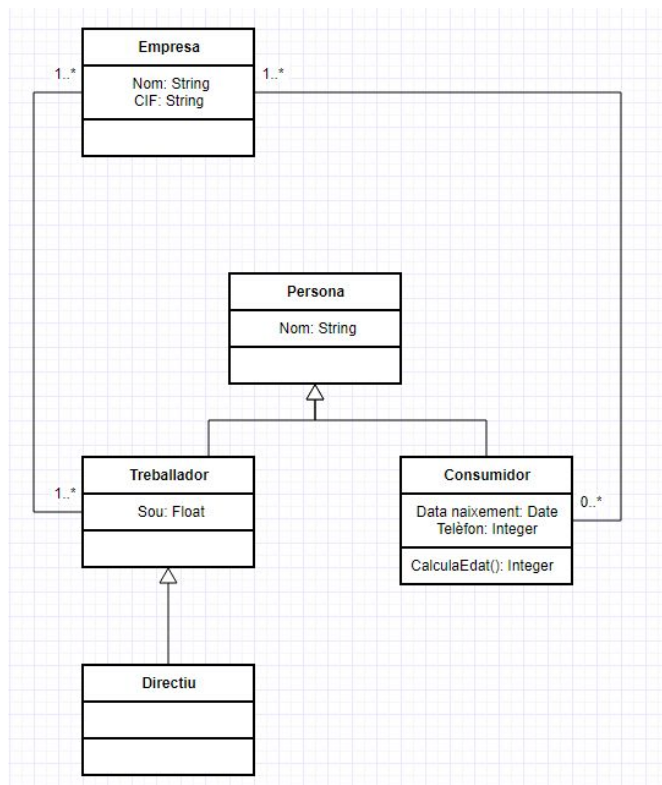 Empresa
1..*
1..*
Nom: String
CIF: String
Persona
Nom: String
Treballador
Consumidor
1..*
Sou: Float
Data naixement: Date
0..*
Telèfon: Integer
CalculaEdat(): Integer
Directiu